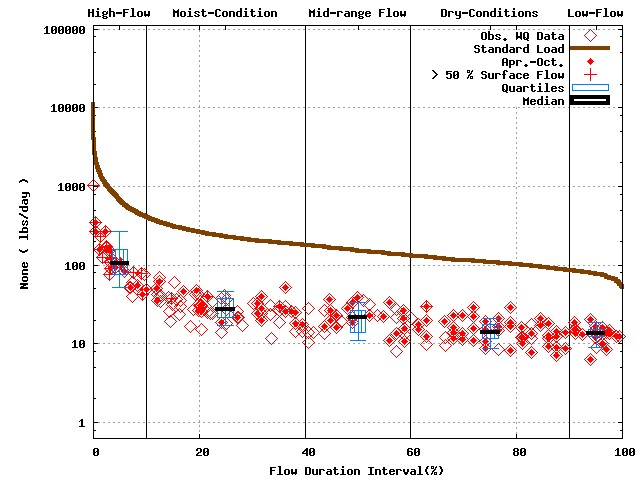 High-Flow Moist-Condition Mid-range Flow Dry-Conditions Low-Flow
100000
10000
1000
100
10
1
None ( lbs/day )
Obs. WQ Data
Standard Load
Apr.-Oct.
> 50 % Surface Flow
Quartiles
Median
0 20 40 60 80 100
Flow Duration Interval(%)